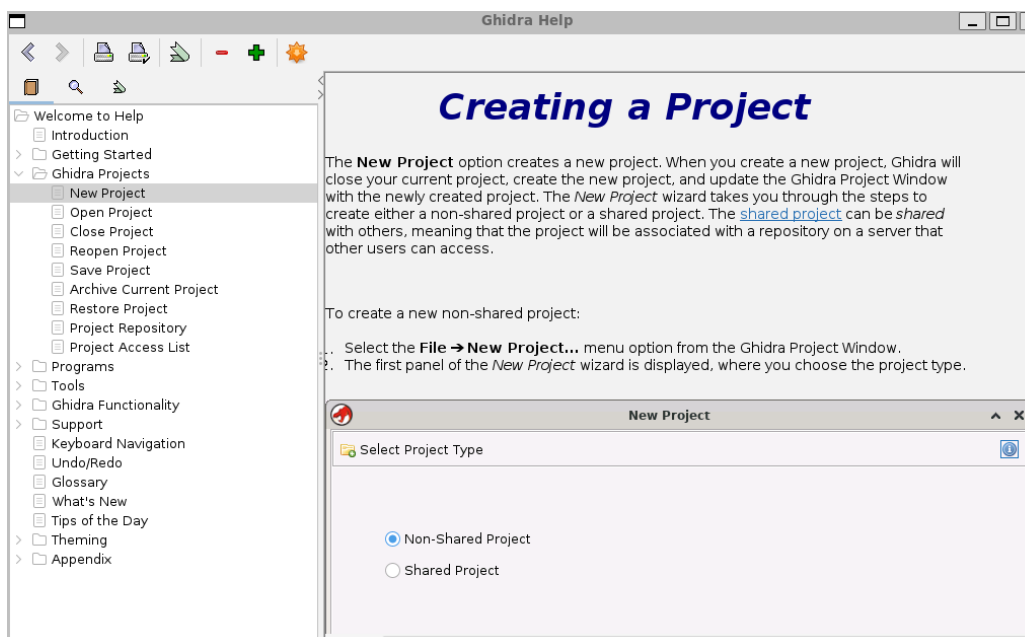 Ghidra Help
Welcome to Help
Introduction
Getting Started
Ghidra Projects
New Project
Open Project
Close Project
Reopen Project
Save Project
Archive Current Project
Restore Project
Project Repository
Project Access List
Programs
Tools
Ghidra Functionality
Support
Keyboard Navigation
Undo/Redo
Glossary
What's New
Tips of the Day
Theming
Appendix
Creating a Project
The New Project option creates a new project. When you create a new project, Ghidra will
close your current project, create the new project, and update the Ghidra Project Window
with the newly created project. The New Project wizard takes you through the steps to
create either a non-shared project or a shared project. The shared project can be shared
with others, meaning that the project will be associated with a repository on a server that
other users can access.
To create a new non-shared project:
. Select the File ➔ New Project... menu option from the Ghidra Project Window.
2. The first panel of the New Project wizard is displayed, where you choose the project type.
New Project
Select Project Type
Non-Shared Project
Shared Project